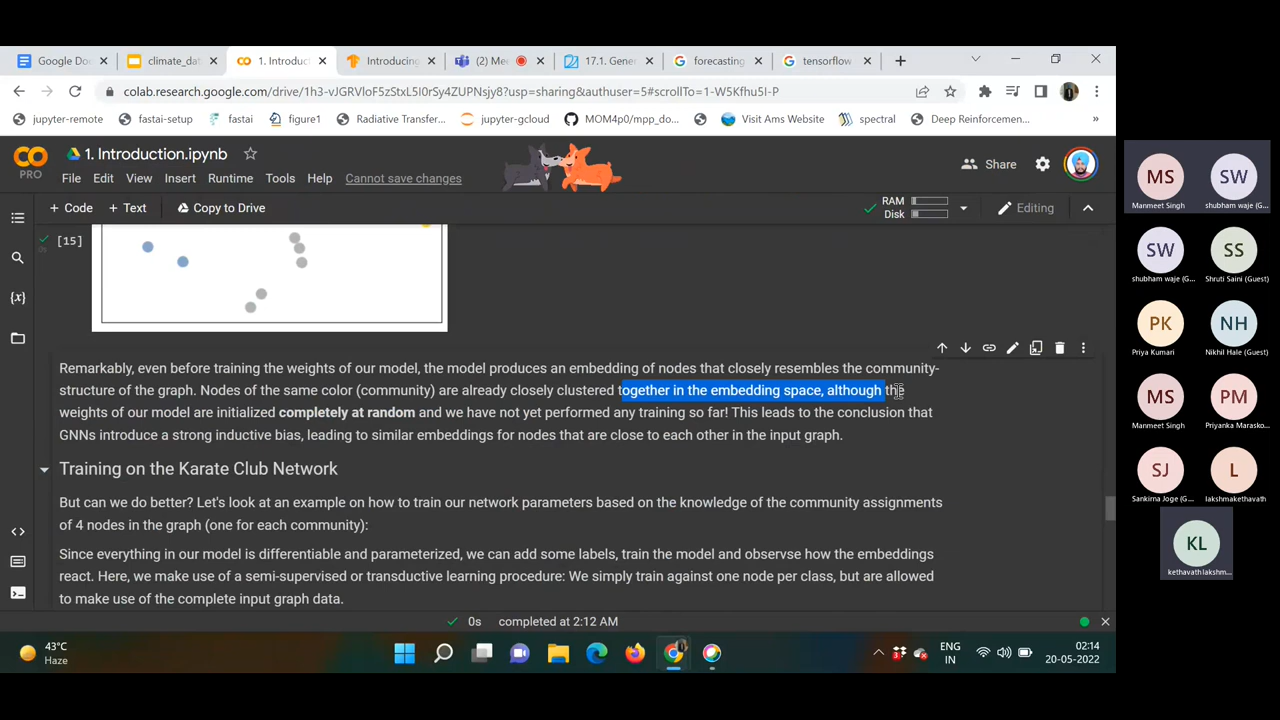 Google Do
climate_dat
1. Introduct
Introducing
(2) Mee
17.1. Gene
forecasting
tensorflow
colab.research.google.com/drive/1h3-vJGRVloF5zStxL5I0rSy4ZUPNsjy8?usp=sharing&authuser=5#scrollTo=1-W5Kfhu5I-P
jupyter-remote
fastai-setup
fastai
figure1
Radiative Transfer...
jupyter-gcloud
MOM4p0/mpp_do...
Visit Ams Website
spectral
Deep Reinforcemen...
»
CO
PRO
1. Introduction.ipynb
File Edit View Insert Runtime Tools Help Cannot save changes
Share
+ Code + Text Copy to Drive
RAM
Disk
Editing
[15]
Remarkably, even before training the weights of our model, the model produces an embedding of nodes that closely resembles the community-
structure of the graph. Nodes of the same color (community) are already closely clustered together in the embedding space, although the
weights of our model are initialized completely at random and we have not yet performed any training so far! This leads to the conclusion that
GNNs introduce a strong inductive bias, leading to similar embeddings for nodes that are close to each other in the input graph.
Training on the Karate Club Network
But can we do better? Let's look at an example on how to train our network parameters based on the knowledge of the community assignments
of 4 nodes in the graph (one for each community):
Since everything in our model is differentiable and parameterized, we can add some labels, train the model and observse how the embeddings
react. Here, we make use of a semi-supervised or transductive learning procedure: We simply train against one node per class, but are allowed
to make use of the complete input graph data.
0s completed at 2:12 AM
43°C
Haze
ENG
IN
02:14
20-05-2022
MS
Manmeet Singh
SW
shubham waje (G...
SW
shubham waje (G...
SS
Shruti Saini (Guest)
PK
Priya Kumari
NH
Nikhil Hale (Guest)
MS
Manmeet Singh
PM
Priyanka Marasko...
SJ
Sankirna Joge (G...
L
lakshmakethavath
KL
kethavath lakshm...